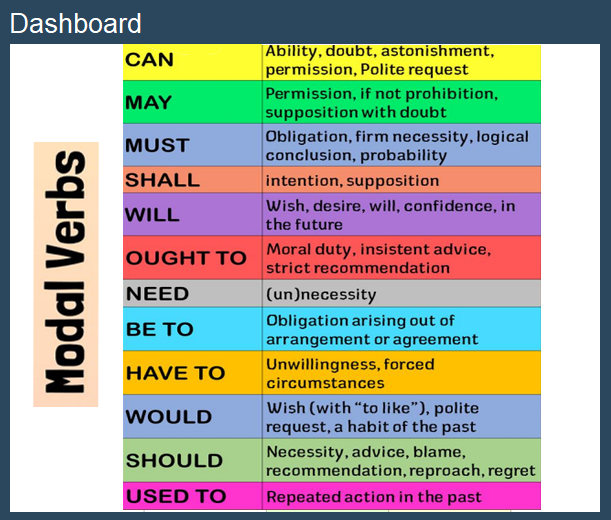 Dashboard
Modal Verbs
CAN
Ability, doubt, astonishment,
permission, Polite request
MAY
Permission, if not prohibition,
supposition with doubt
MUST
Obligation, firm necessity, logical
conclusion, probability
SHALL
intention, supposition
WILL
Wish, desire, will, confidence, in
the future
OUGHT TO
Moral duty, insistent advice,
strict recommendation
NEED
(un)necessity
BE TO
Obligation arising out of
arrangement or agreement
HAVE TO
Unwillingness, forced
circumstances
WOULD
Wish (with “to like”), polite
request, a habit of the past
SHOULD
Necessity, advice, blame,
recommendation, reproach, regret
USED TO
Repeated action in the past